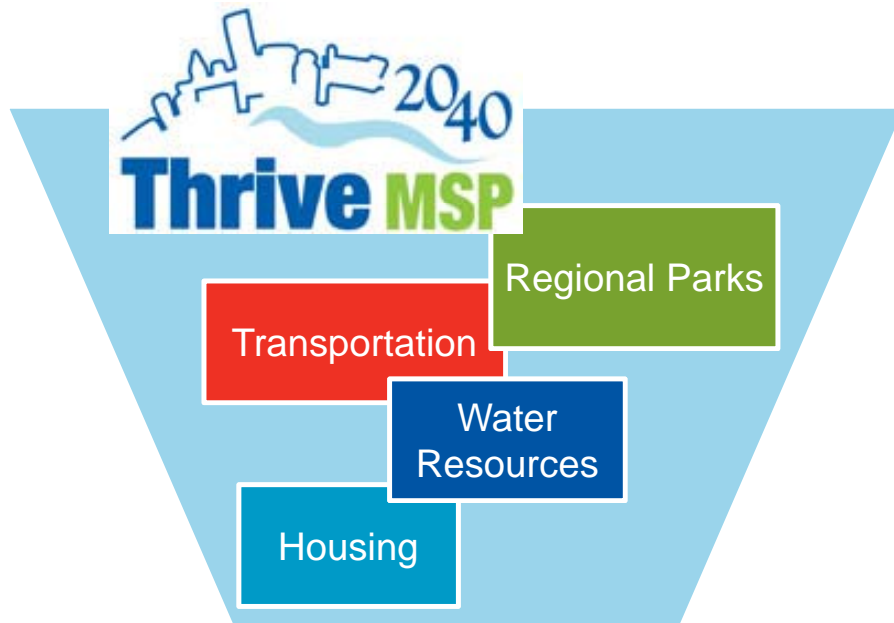 2040
Thrive MSP
Regional Parks
Transportation
Water
Resources
Housing